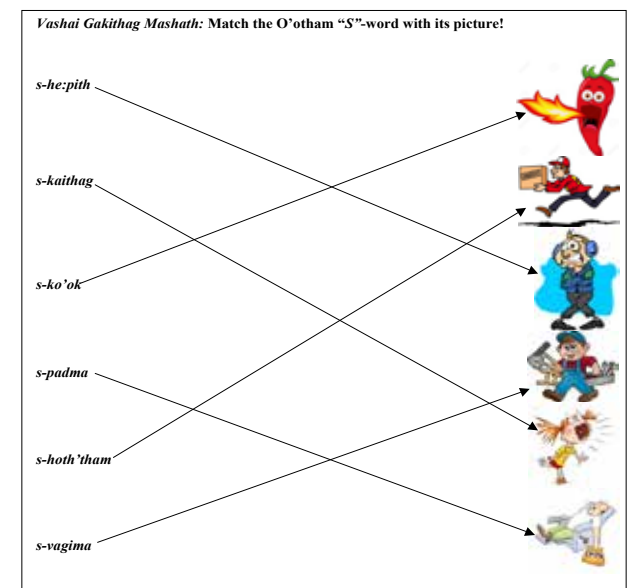 Vashai Gakithag Mashath: Match the O’otham “S”-word with its picture!
s-he:pith
s-kaithag
s-ko’ok
s-padma
s-hoth’tham
s-vagima